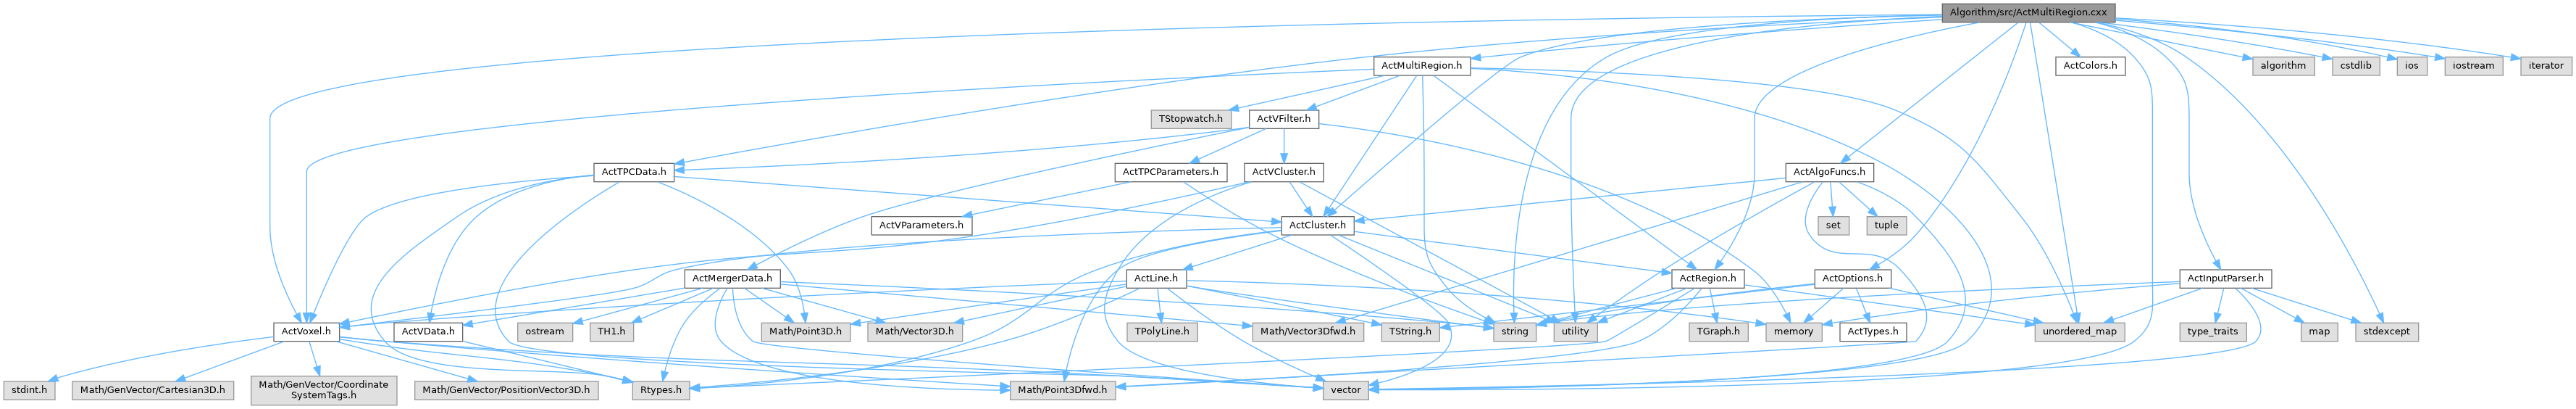 Algorithm/src/ActMultiRegion.cxx
ActMultiRegion.h
ActColors.h
algorithm
cstdlib
ios
iostream
iterator
TStopwatch.h
ActVFilter.h
ActTPCData.h
ActTPCParameters.h
ActVCluster.h
ActAlgoFuncs.h
ActVParameters.h
ActCluster.h
set
tuple
ActMergerData.h
ActLine.h
ActRegion.h
ActOptions.h
ActInputParser.h
ActVoxel.h
ActVData.h
ostream
TH1.h
Math/Point3D.h
Math/Vector3D.h
TPolyLine.h
string
Math/Vector3Dfwd.h
utility
TString.h
TGraph.h
memory
ActTypes.h
unordered_map
type_traits
map
stdexcept
stdint.h
Math/GenVector/Cartesian3D.h
Math/GenVector/Coordinate
SystemTags.h
Math/GenVector/PositionVector3D.h
Rtypes.h
Math/Point3Dfwd.h
vector